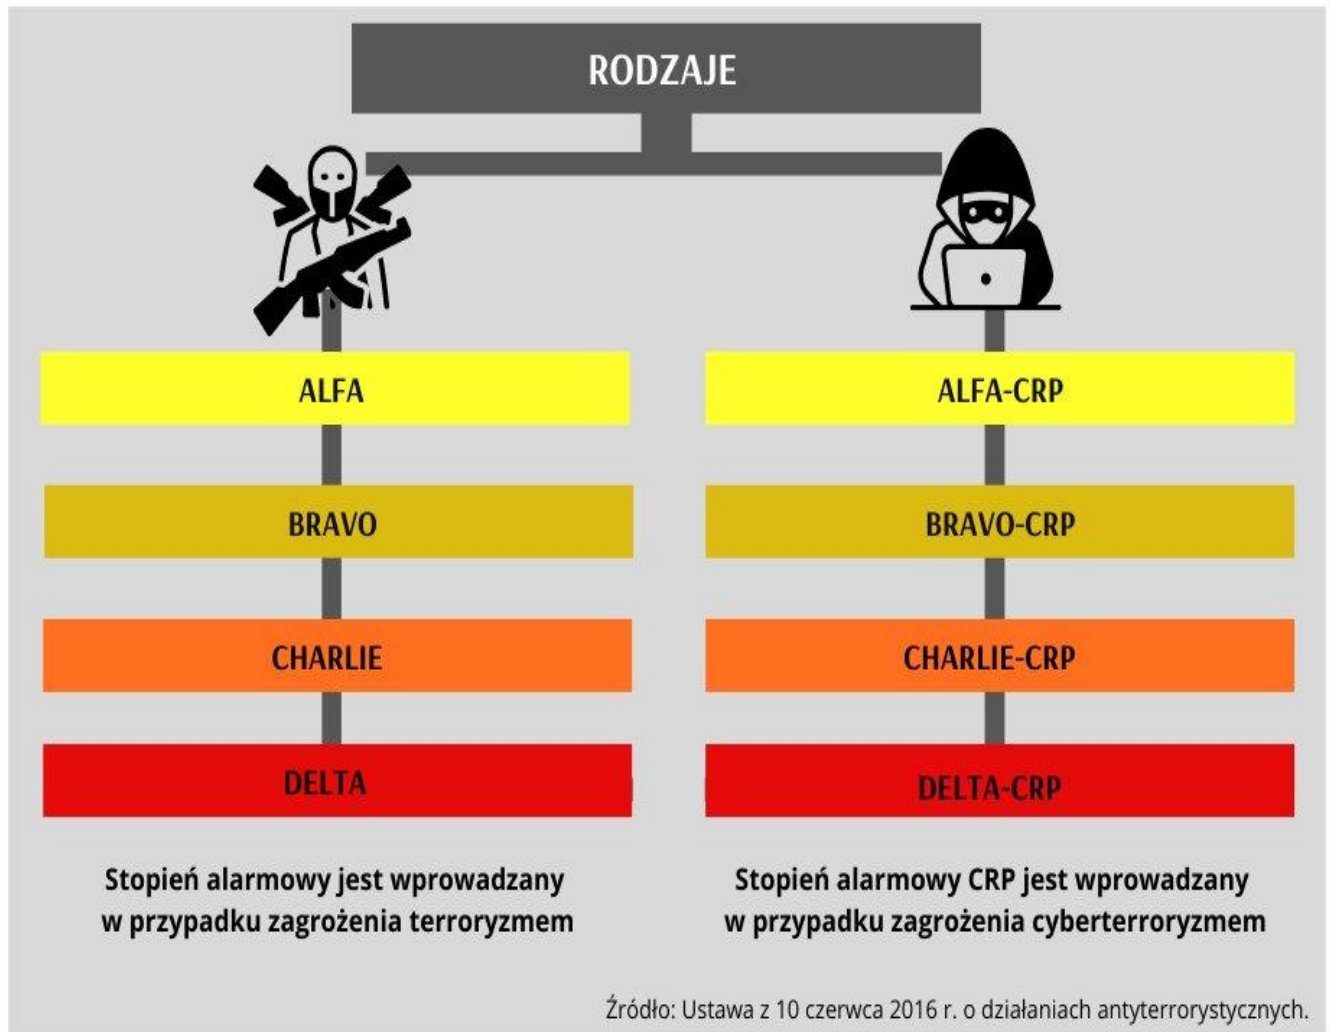 RODZAJE
ALFA
BRAVO
CHARLIE
DELTA
Stopień alarmowy jest wprowadzany
w przypadku zagrożenia terroryzmem
ALFA-CRP
BRAVO-CRP
CHARLIE-CRP
DELTA-CRP
Stopień alarmowy CRP jest wprowadzany
w przypadku zagrożenia cyberterroryzmem
Źródło: Ustawa z 10 czerwca 2016 r. o działaniach antyterrorystycznych.